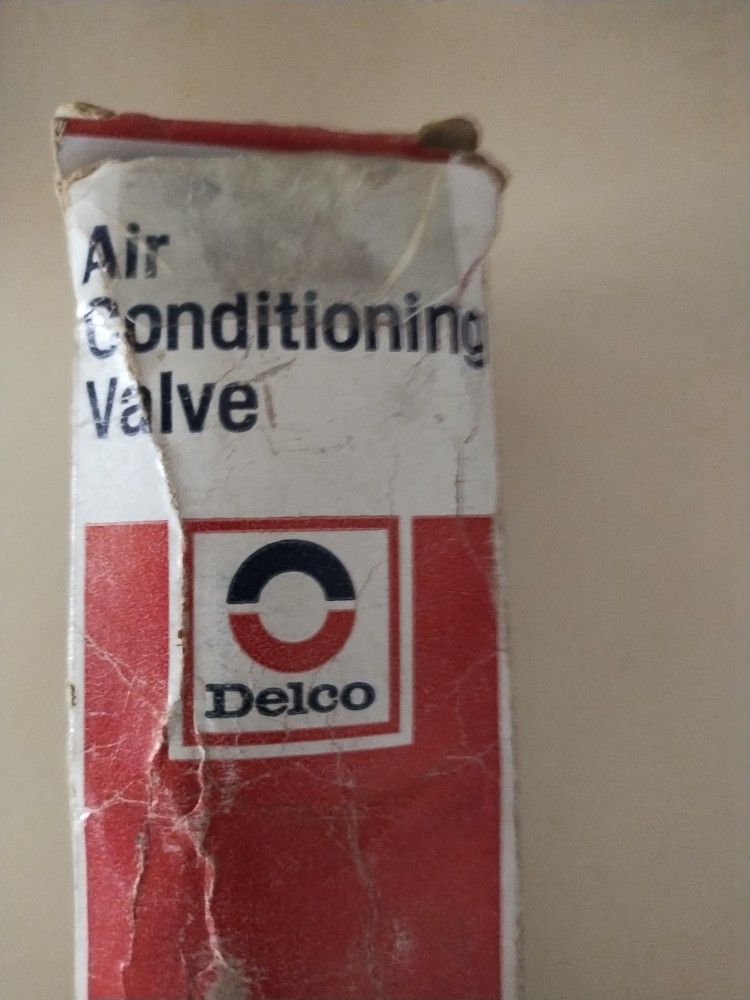 Air
Conditioning
Valve
Delco